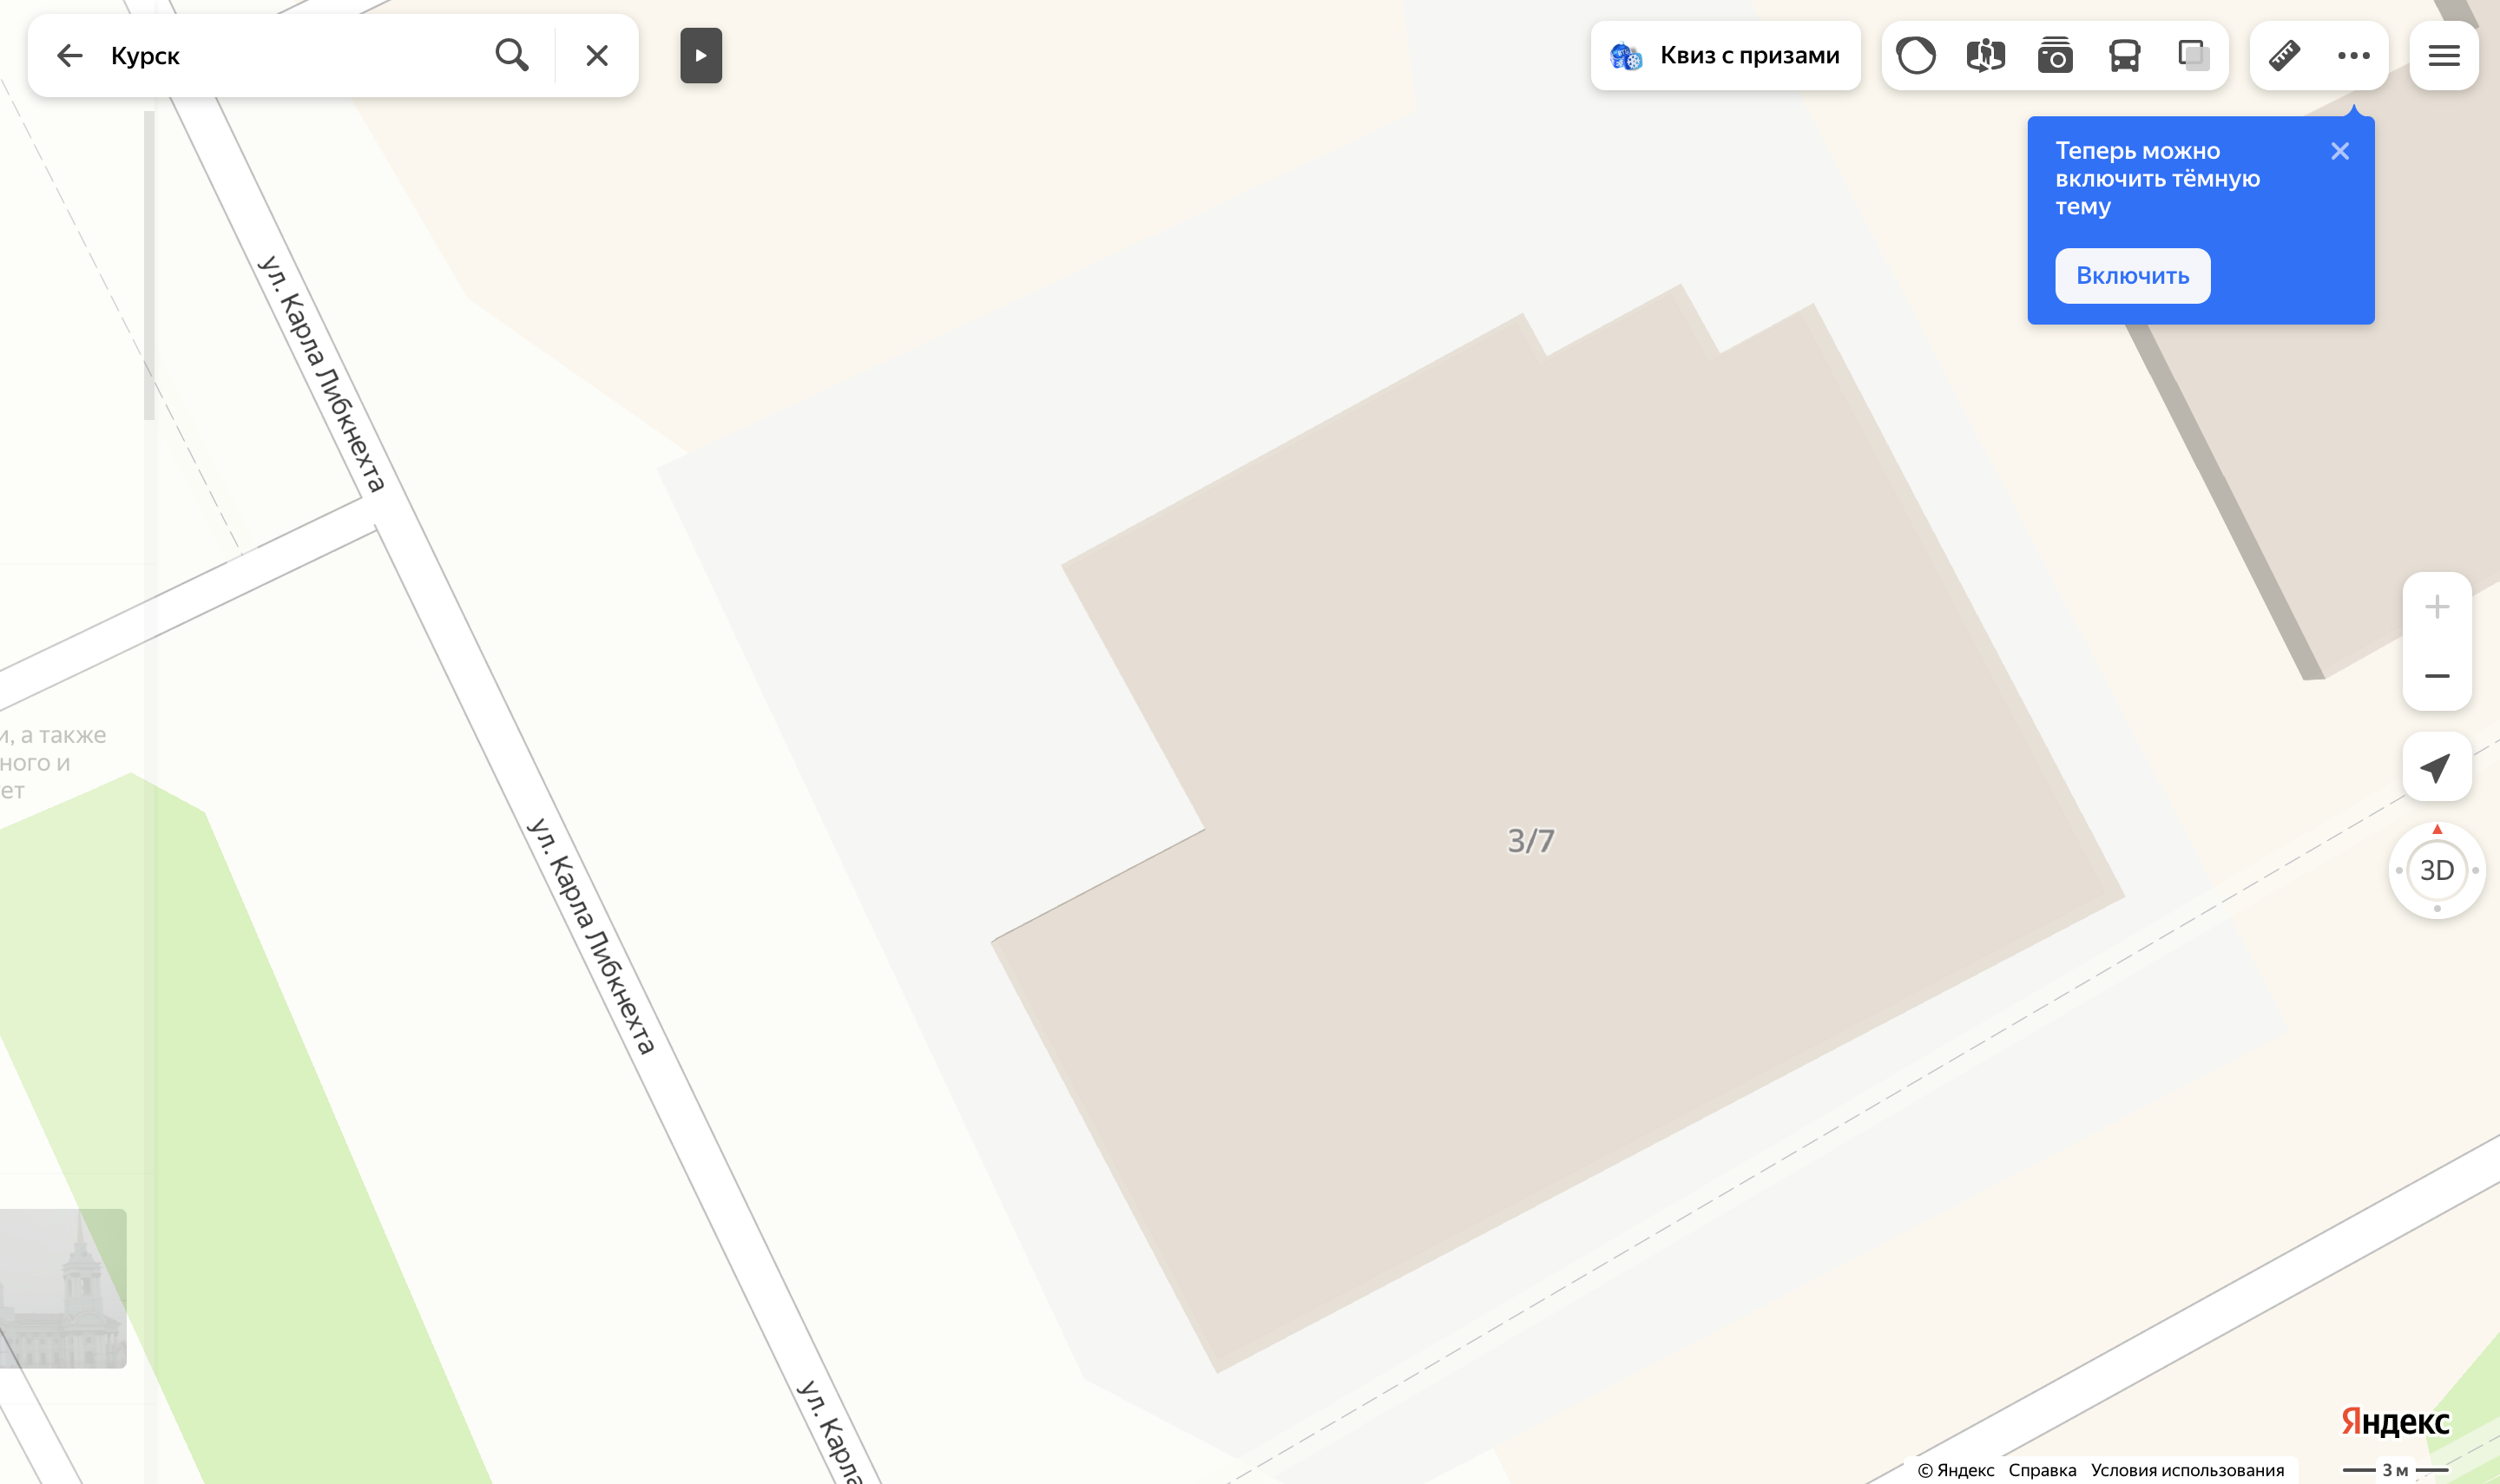 Курск
Квиз с призами
Теперь можно
включить тёмную
тему
Включить
ул. Карла Либкнехта
и, а также
ного и
ет
ул. Карла Либкнехта
3/7
3D
ул. Карла
Яндекс
© Яндекс Справка Условия использования 3 м